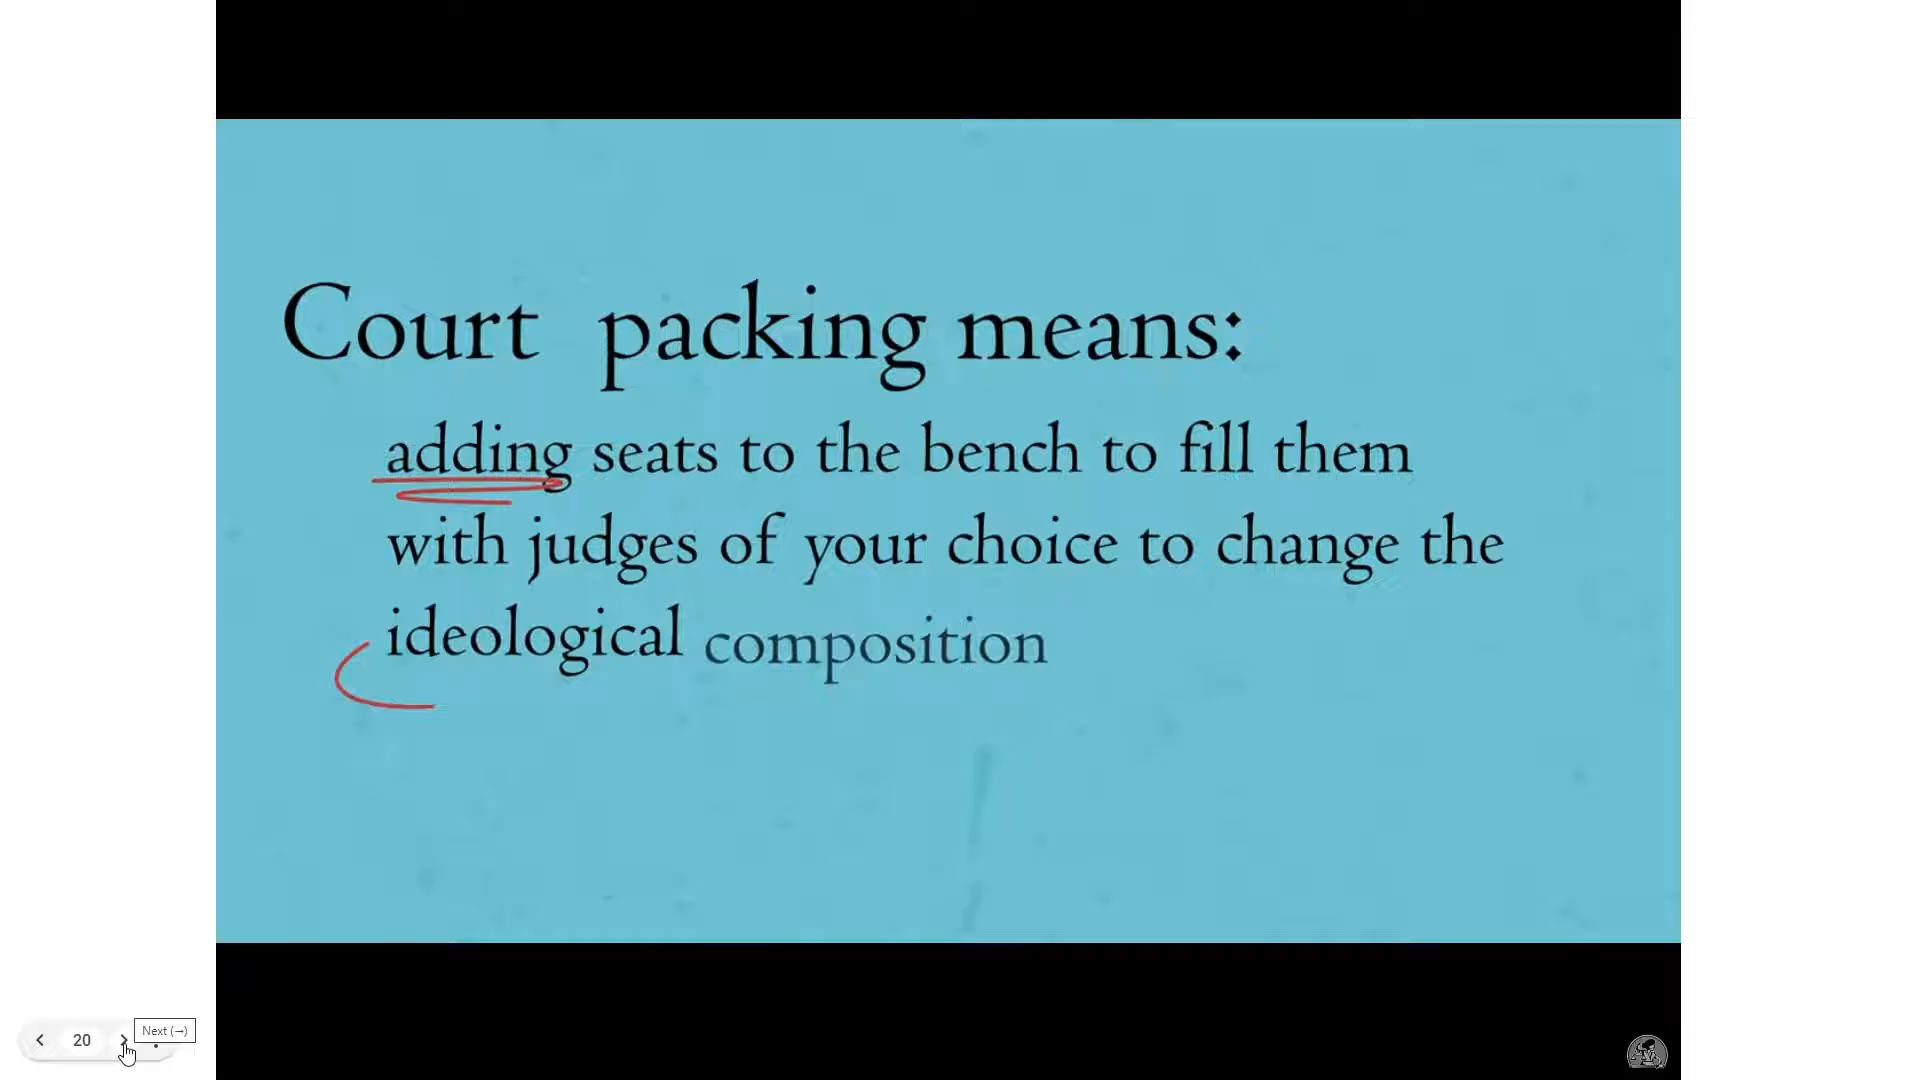 Court packing means:
adding seats to the bench to fill them
with judges of your choice to change the
ideological composition
20
Next (→)